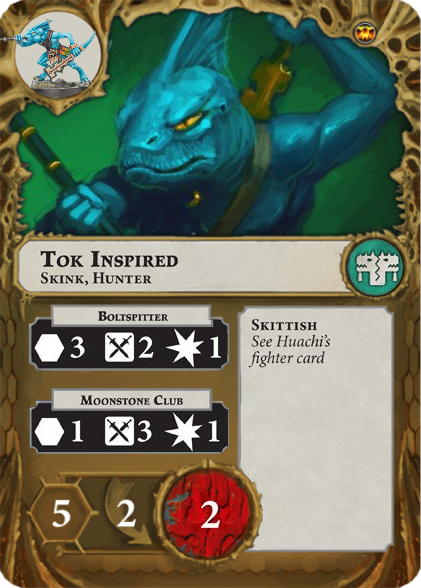 Tok Inspired
Skink, Hunter
Boltspitter
3 2 1
Skittish
See Huachi's
fighter card
Moonstone Club
1 3 1
5 2 2